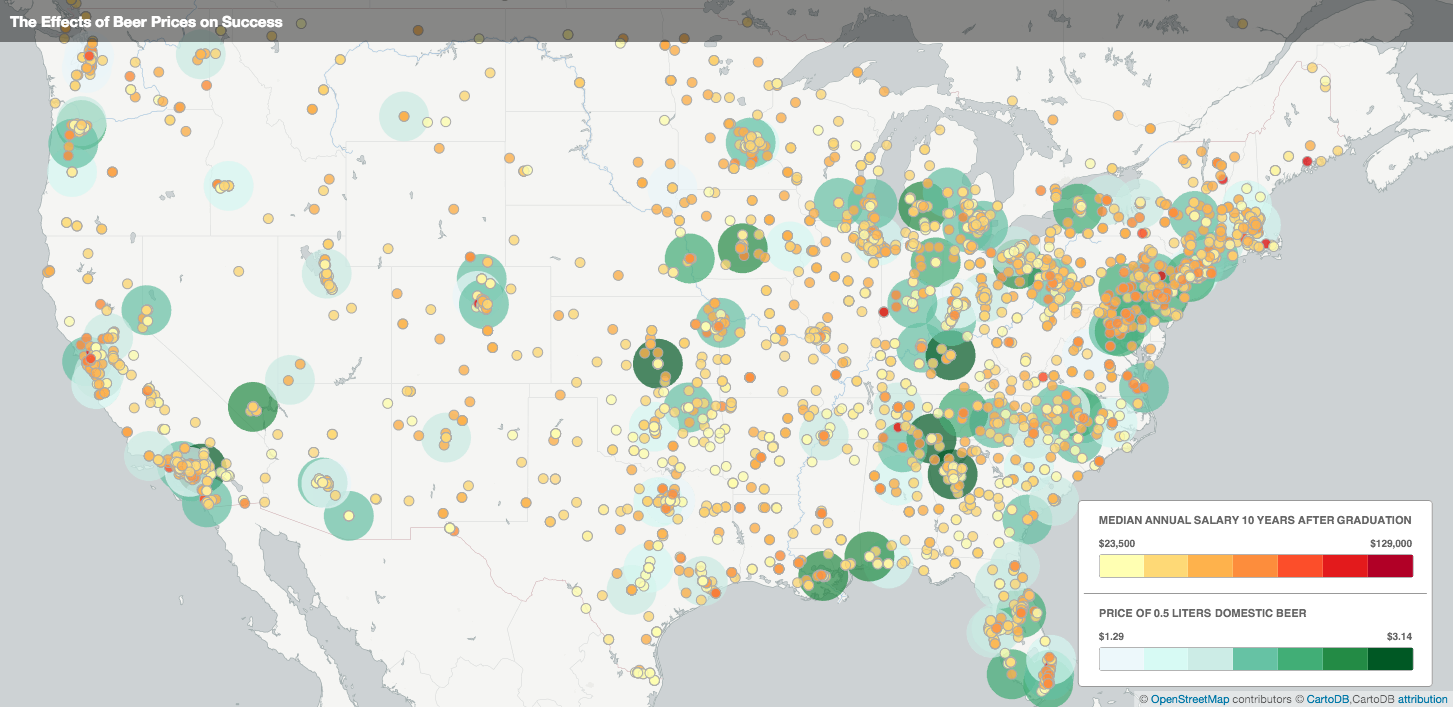 The Effects of Beer Prices on Success
MEDIAN ANNUAL SALARY 10 YEARS AFTER GRADUATION
$23,500 $129,000
PRICE OF 0.5 LITERS DOMESTIC BEER
$1.29 $3.14
© OpenStreetMap contributors © CartoDB,CartoDB attribution